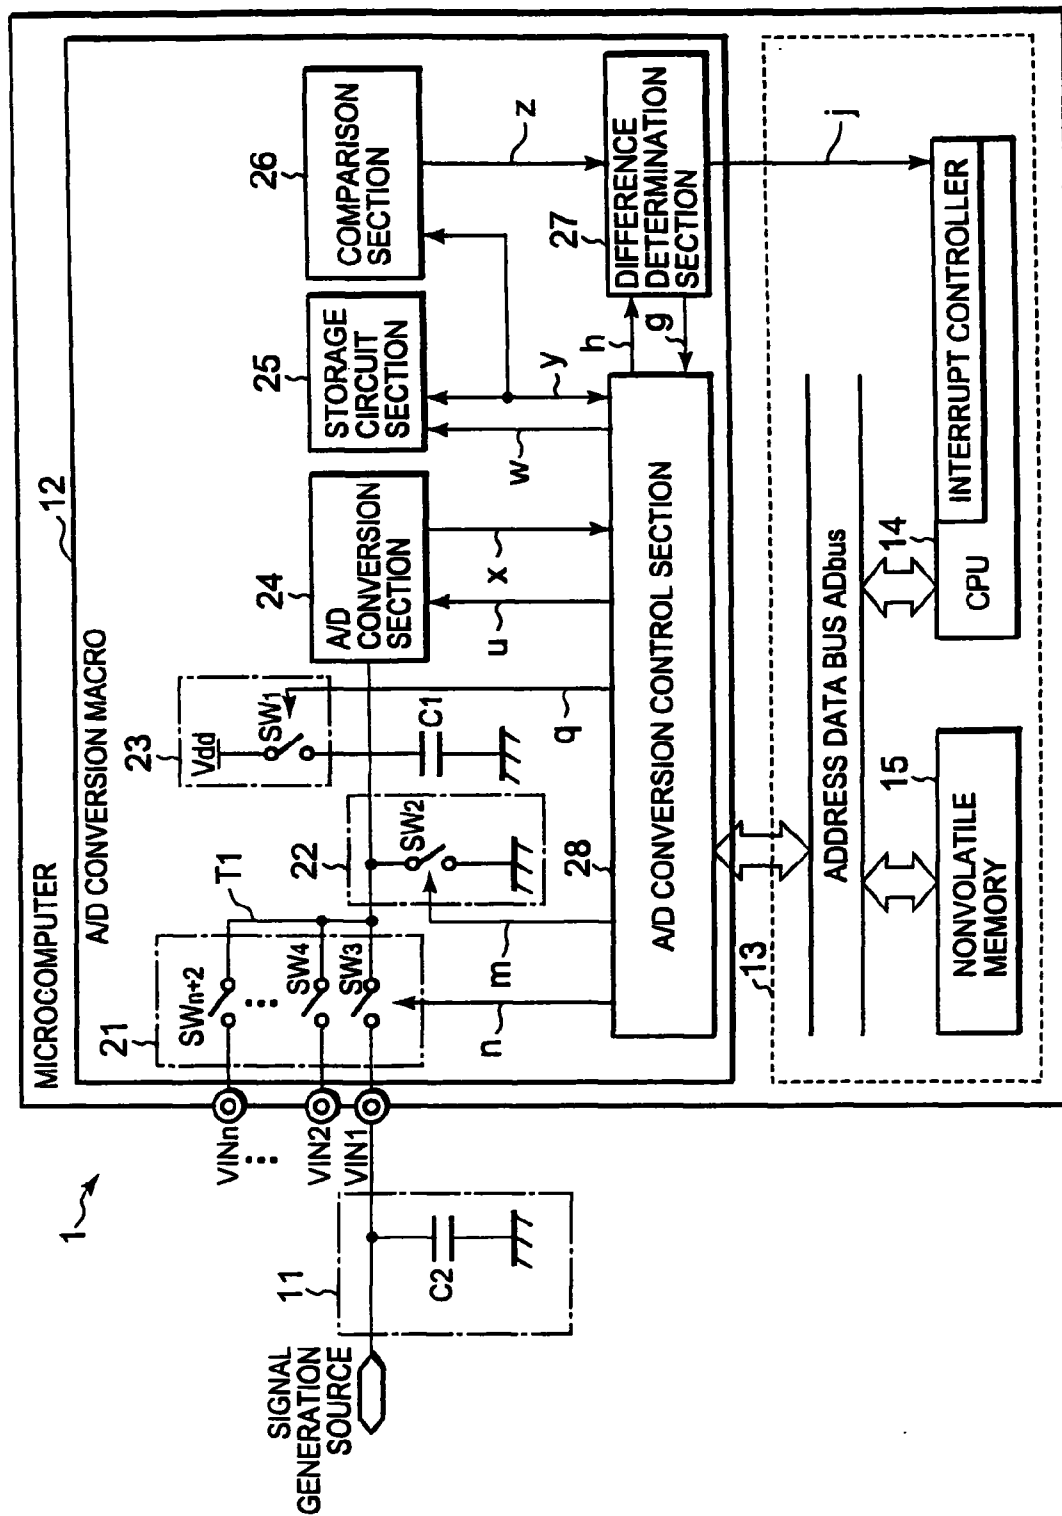 1
MICROCOMPUTER
A/D CONVERSION MACRO
12
SIGNAL
GENERATION
SOURCE
11
C2
VINn
VIN2
VIN1
21
SWn+2
SW4
SW3
T1
22
SW2
23
Vdd
SW1
C1
24
A/D
CONVERSION
SECTION
25
STORAGE
CIRCUIT
SECTION
26
COMPARISON
SECTION
n
m
q
u
x
w
y
z
h
g
27
DIFFERENCE
DETERMINATION
SECTION
28
A/D CONVERSION CONTROL SECTION
j
13
ADDRESS DATA BUS ADbus
15
NONVOLATILE
MEMORY
14
CPU
INTERRUPT CONTROLLER